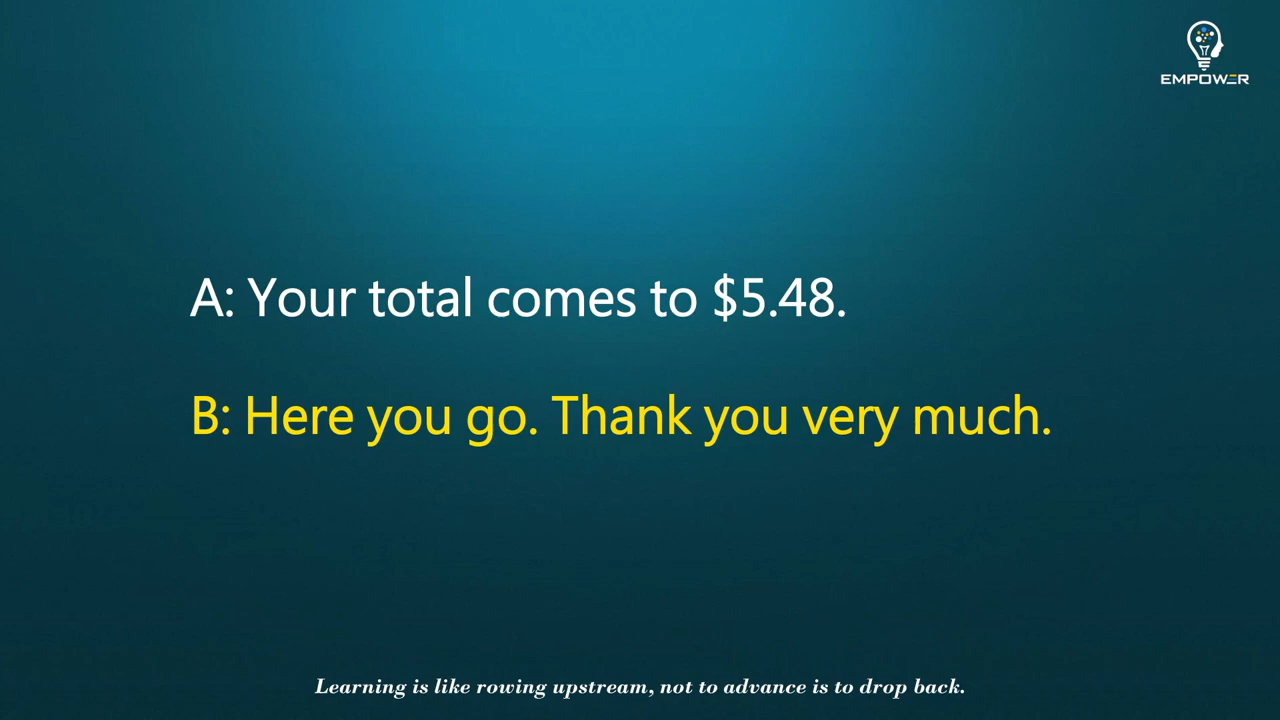 EMPOWER
A: Your total comes to $5.48.
B: Here you go. Thank you very much.
Learning is like rowing upstream, not to advance is to drop back.